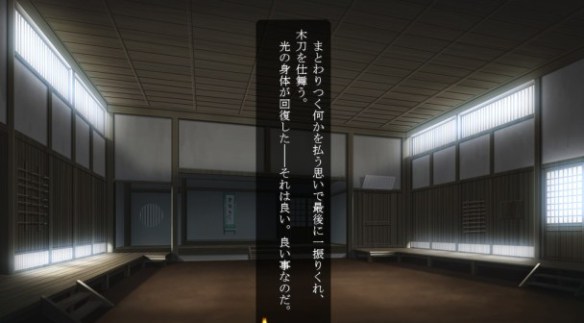 まとわりつく何かを払う思いで最後に一振りくれ、
木刀を仕舞う。
光の身体が回復した――それは良い。良い事なのだ。